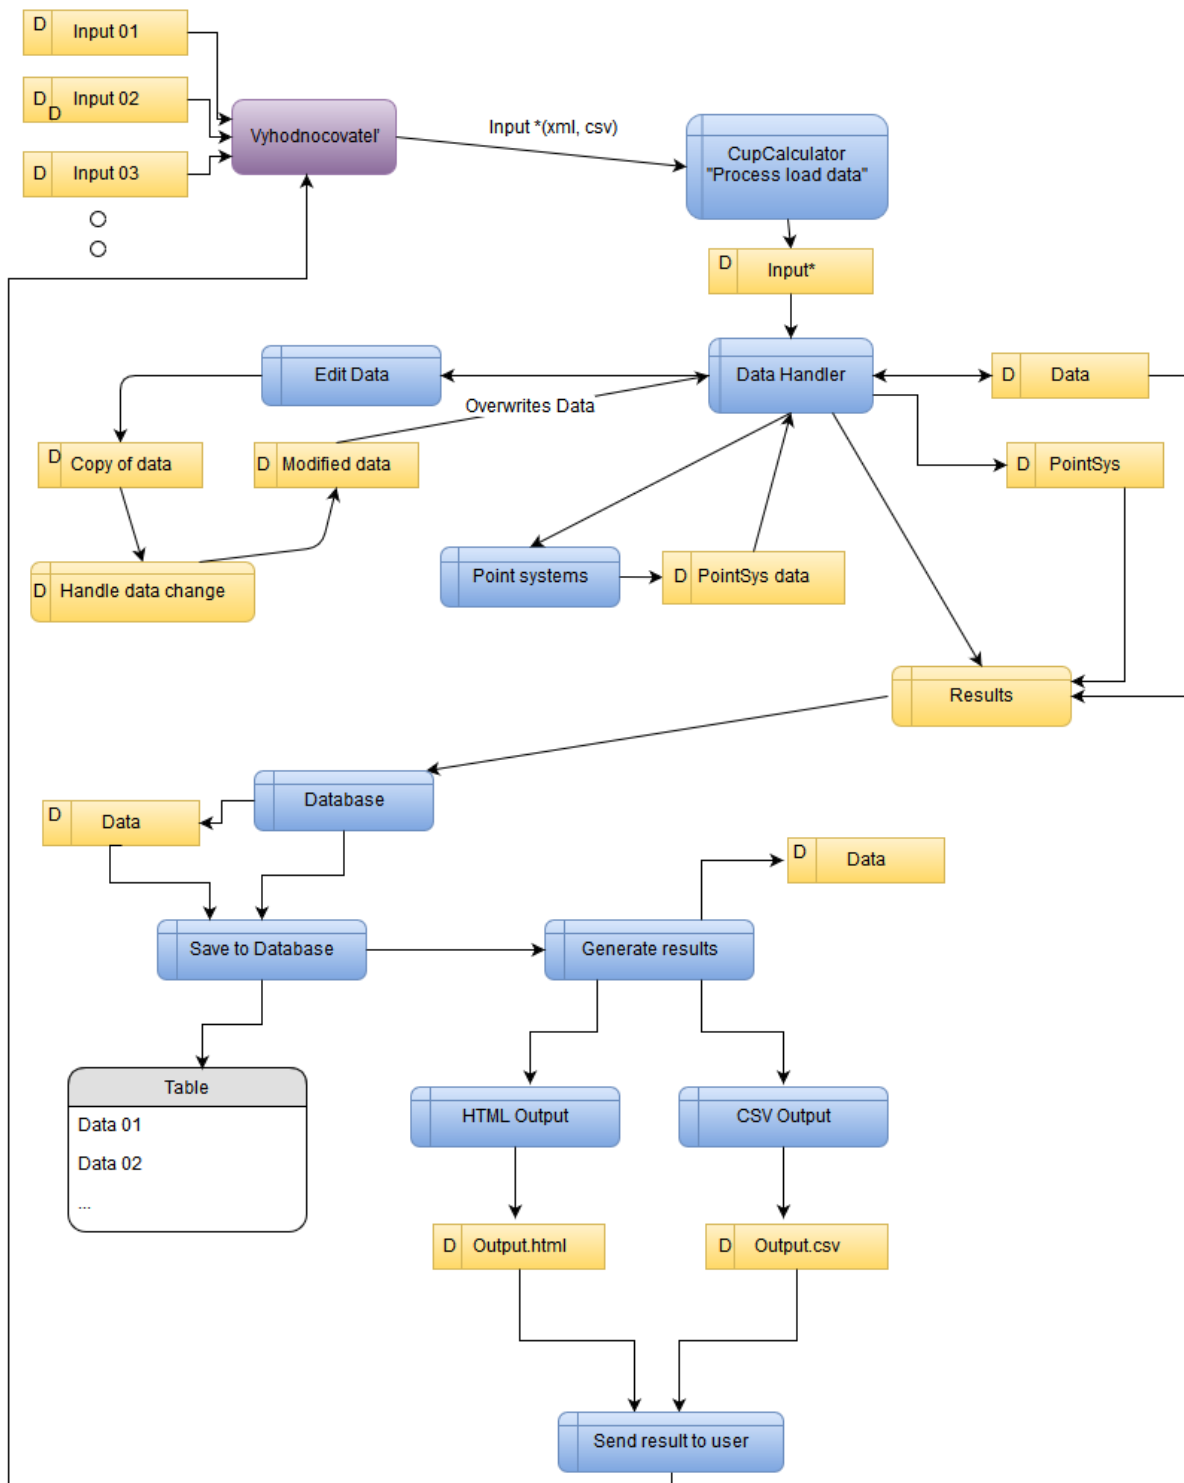 D
Input 01
D
D
Input 02
D
Input 03
Vyhodnocovateľ
Input *(xml, csv)
CupCalculator
"Process load data"
D
Input*
Edit Data
Data Handler
D
Data
Overwrites Data
D
Copy of data
D
Modified data
D
PointSys
D
Handle data change
Point systems
D
PointSys data
Results
Database
D
Data
D
Data
Save to Database
Generate results
Table
Data 01
Data 02
...
HTML Output
CSV Output
D
Output.html
D
Output.csv
Send result to user